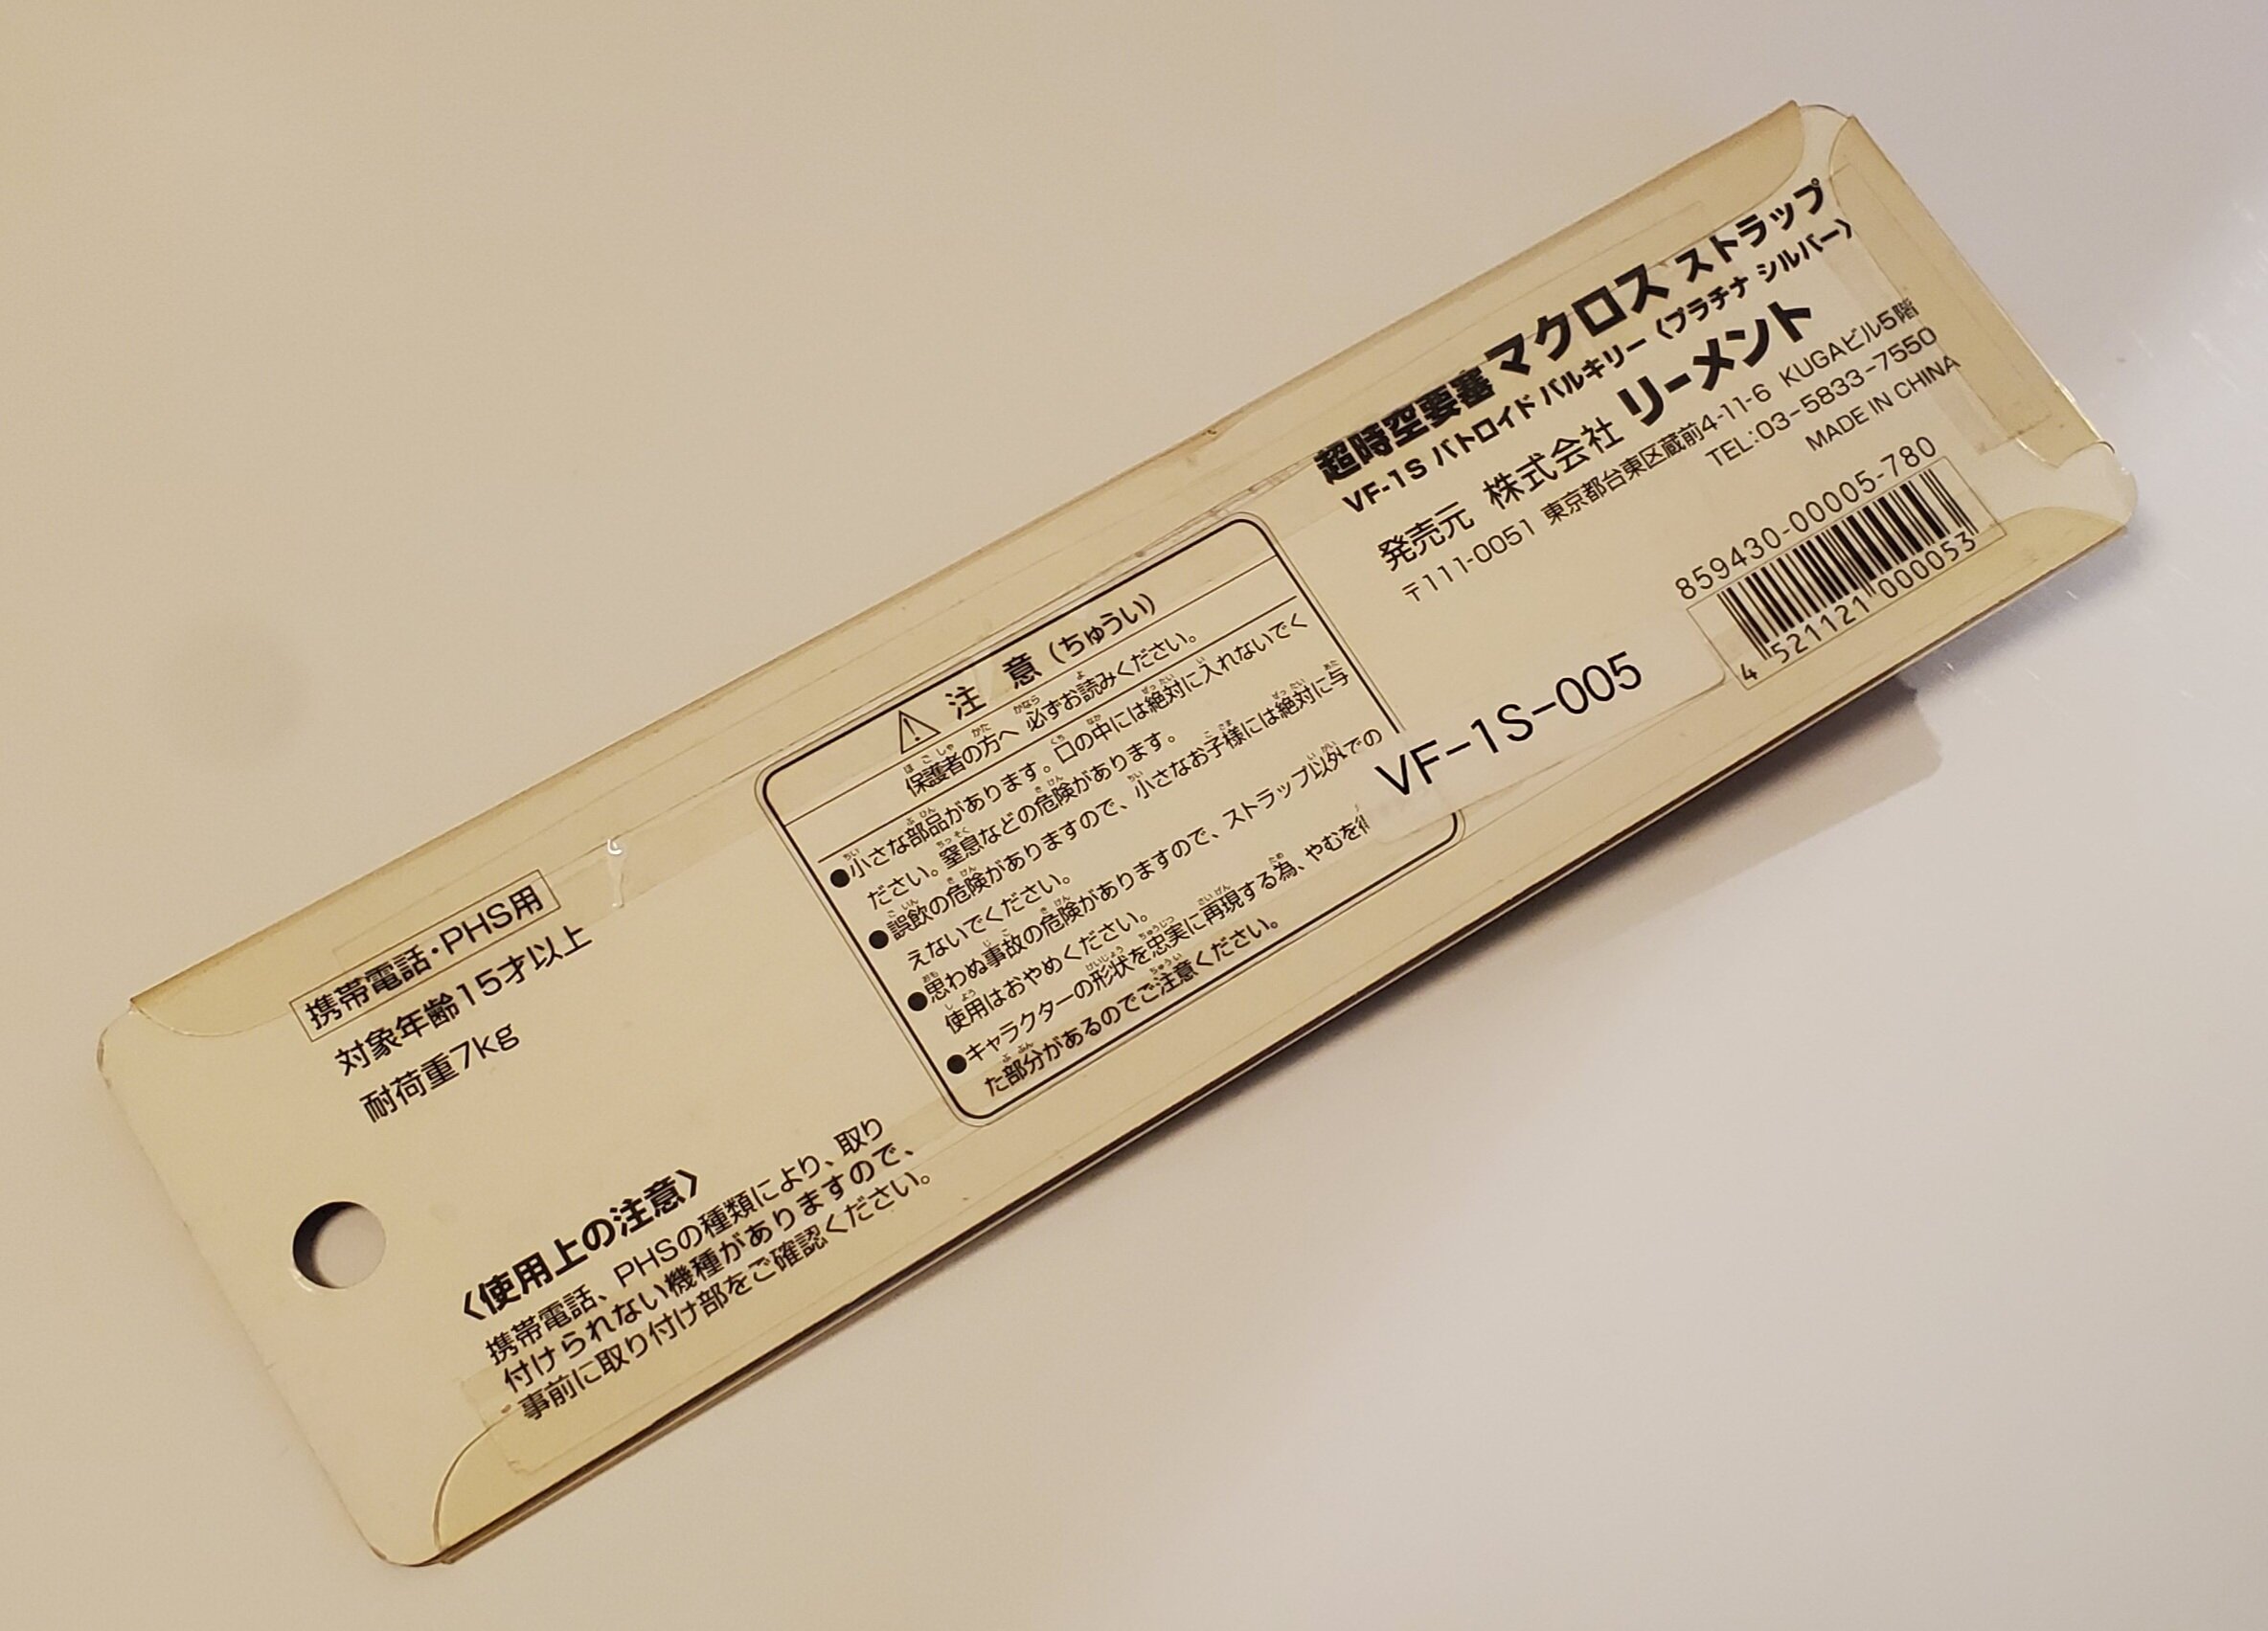 携帯電話・PHS用
対象年齢15才以上
耐荷重7kg
〈使用上の注意〉
携帯電話、PHSの種類により、取り
付けられない機種がありますので、
事前に取り付け部をご確認ください。
注 意(ちゅうい)
保護者の方へ 必ずお読みください。
●小さな部品があります。口の中には絶対に入れないでく
ださい。窒息などの危険があります。
●誤飲の危険がありますので、小さなお子様には絶対に与
えないでください。
●思わぬ事故の危険がありますので、ストラップ以外での
使用はおやめください。
●キャラクターの形状を忠実に再現する為、やむを
た部分があるのでご注意ください。
超時空要塞 マクロス ストラップ
VF-1S バトロイド バルキリー〈プラチナ シルバー〉
発売元 株式会社 リーメント
〒111-0051 東京都台東区蔵前4-11-6 KUGAビル5階
TEL:03-5833-7550
MADE IN CHINA
859430-00005-780
4 521121 000053
VF-1S-005